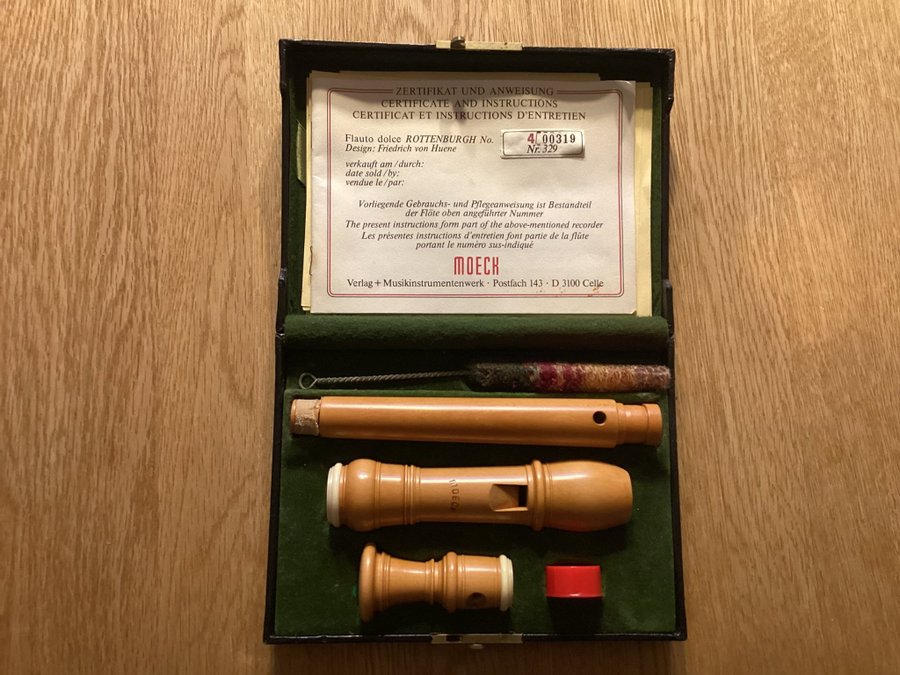 ZERTIFIKAT UND ANWEISUNG
CERTIFICATE AND INSTRUCTIONS
CERTIFICAT ET INSTRUCTIONS D'ENTRETIEN
Flauto dolce ROTTENBURGH No. 400319
Design: Friedrich von Huene Nr. 329
verkauft am/durch:
date sold/by:
vendue le/par:
Vorliegende Gebrauchs- und Pflegeanweisung ist Bestandteil
der Flöte oben angeführter Nummer
The present instructions form part of the above-mentioned recorder
Les présentes instructions d'entretien font partie de la flûte
portant le numéro sus-indiqué
MOECK
Verlag + Musikinstrumentenwerk · Postfach 143 · D 3100 Celle
MOECK